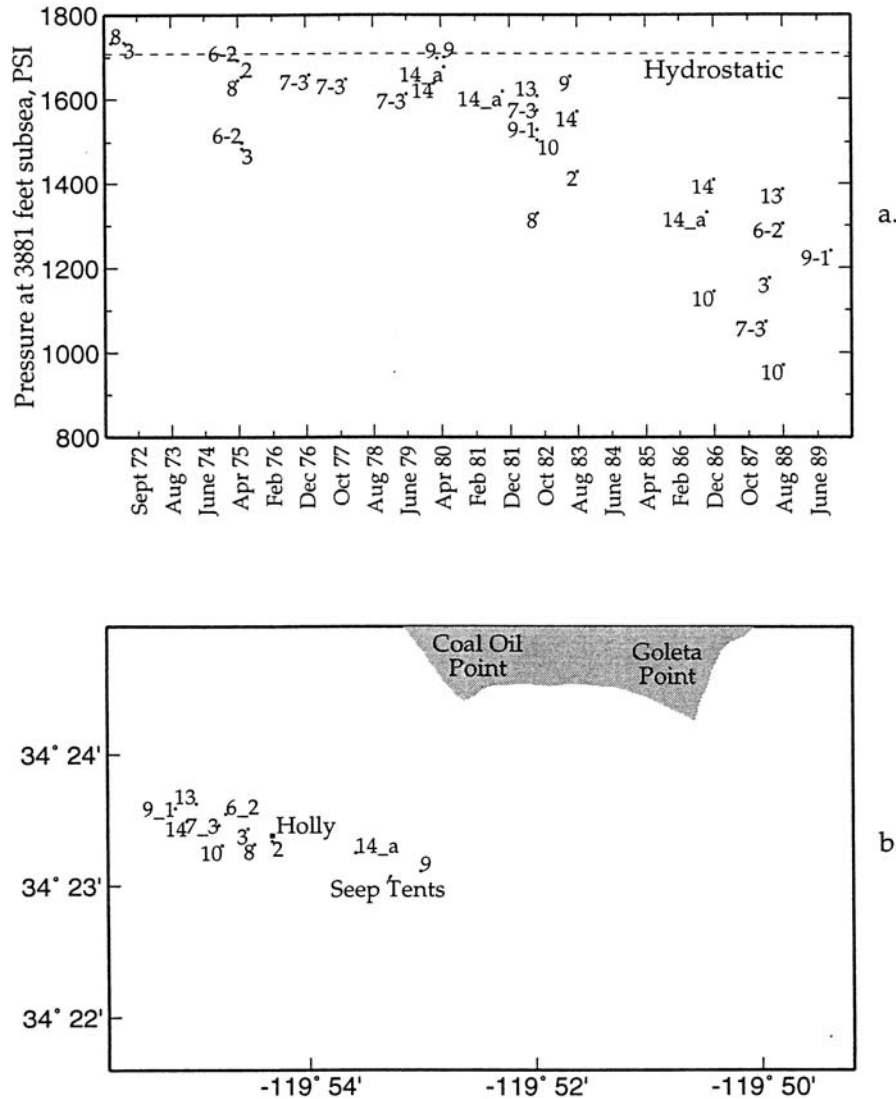 1800
1600
1400
1200
1000
800
Pressure at 3881 feet subsea, PSI
8
3
6-2
2
8
6-2
3
7-3
7-3
7-3
9
9
14_a
14
14_a
13
7-3
9-1
10
8
9
14
2
Hydrostatic
14
14_a
10
13
6-2
3
7-3
10
9-1
a.
Sept 72
Aug 73
June 74
Apr 75
Feb 76
Dec 76
Oct 77
Aug 78
June 79
Apr 80
Feb 81
Dec 81
Oct 82
Aug 83
June 84
Apr 85
Feb 86
Dec 86
Oct 87
Aug 88
June 89
Coal Oil
Point
Goleta
Point
34° 24'
34° 23'
34° 22'
9_1
13
14
7_3
6_2
10
3
8
Holly
2
14_a
9
Seep Tents
b
-119° 54'
-119° 52'
-119° 50'